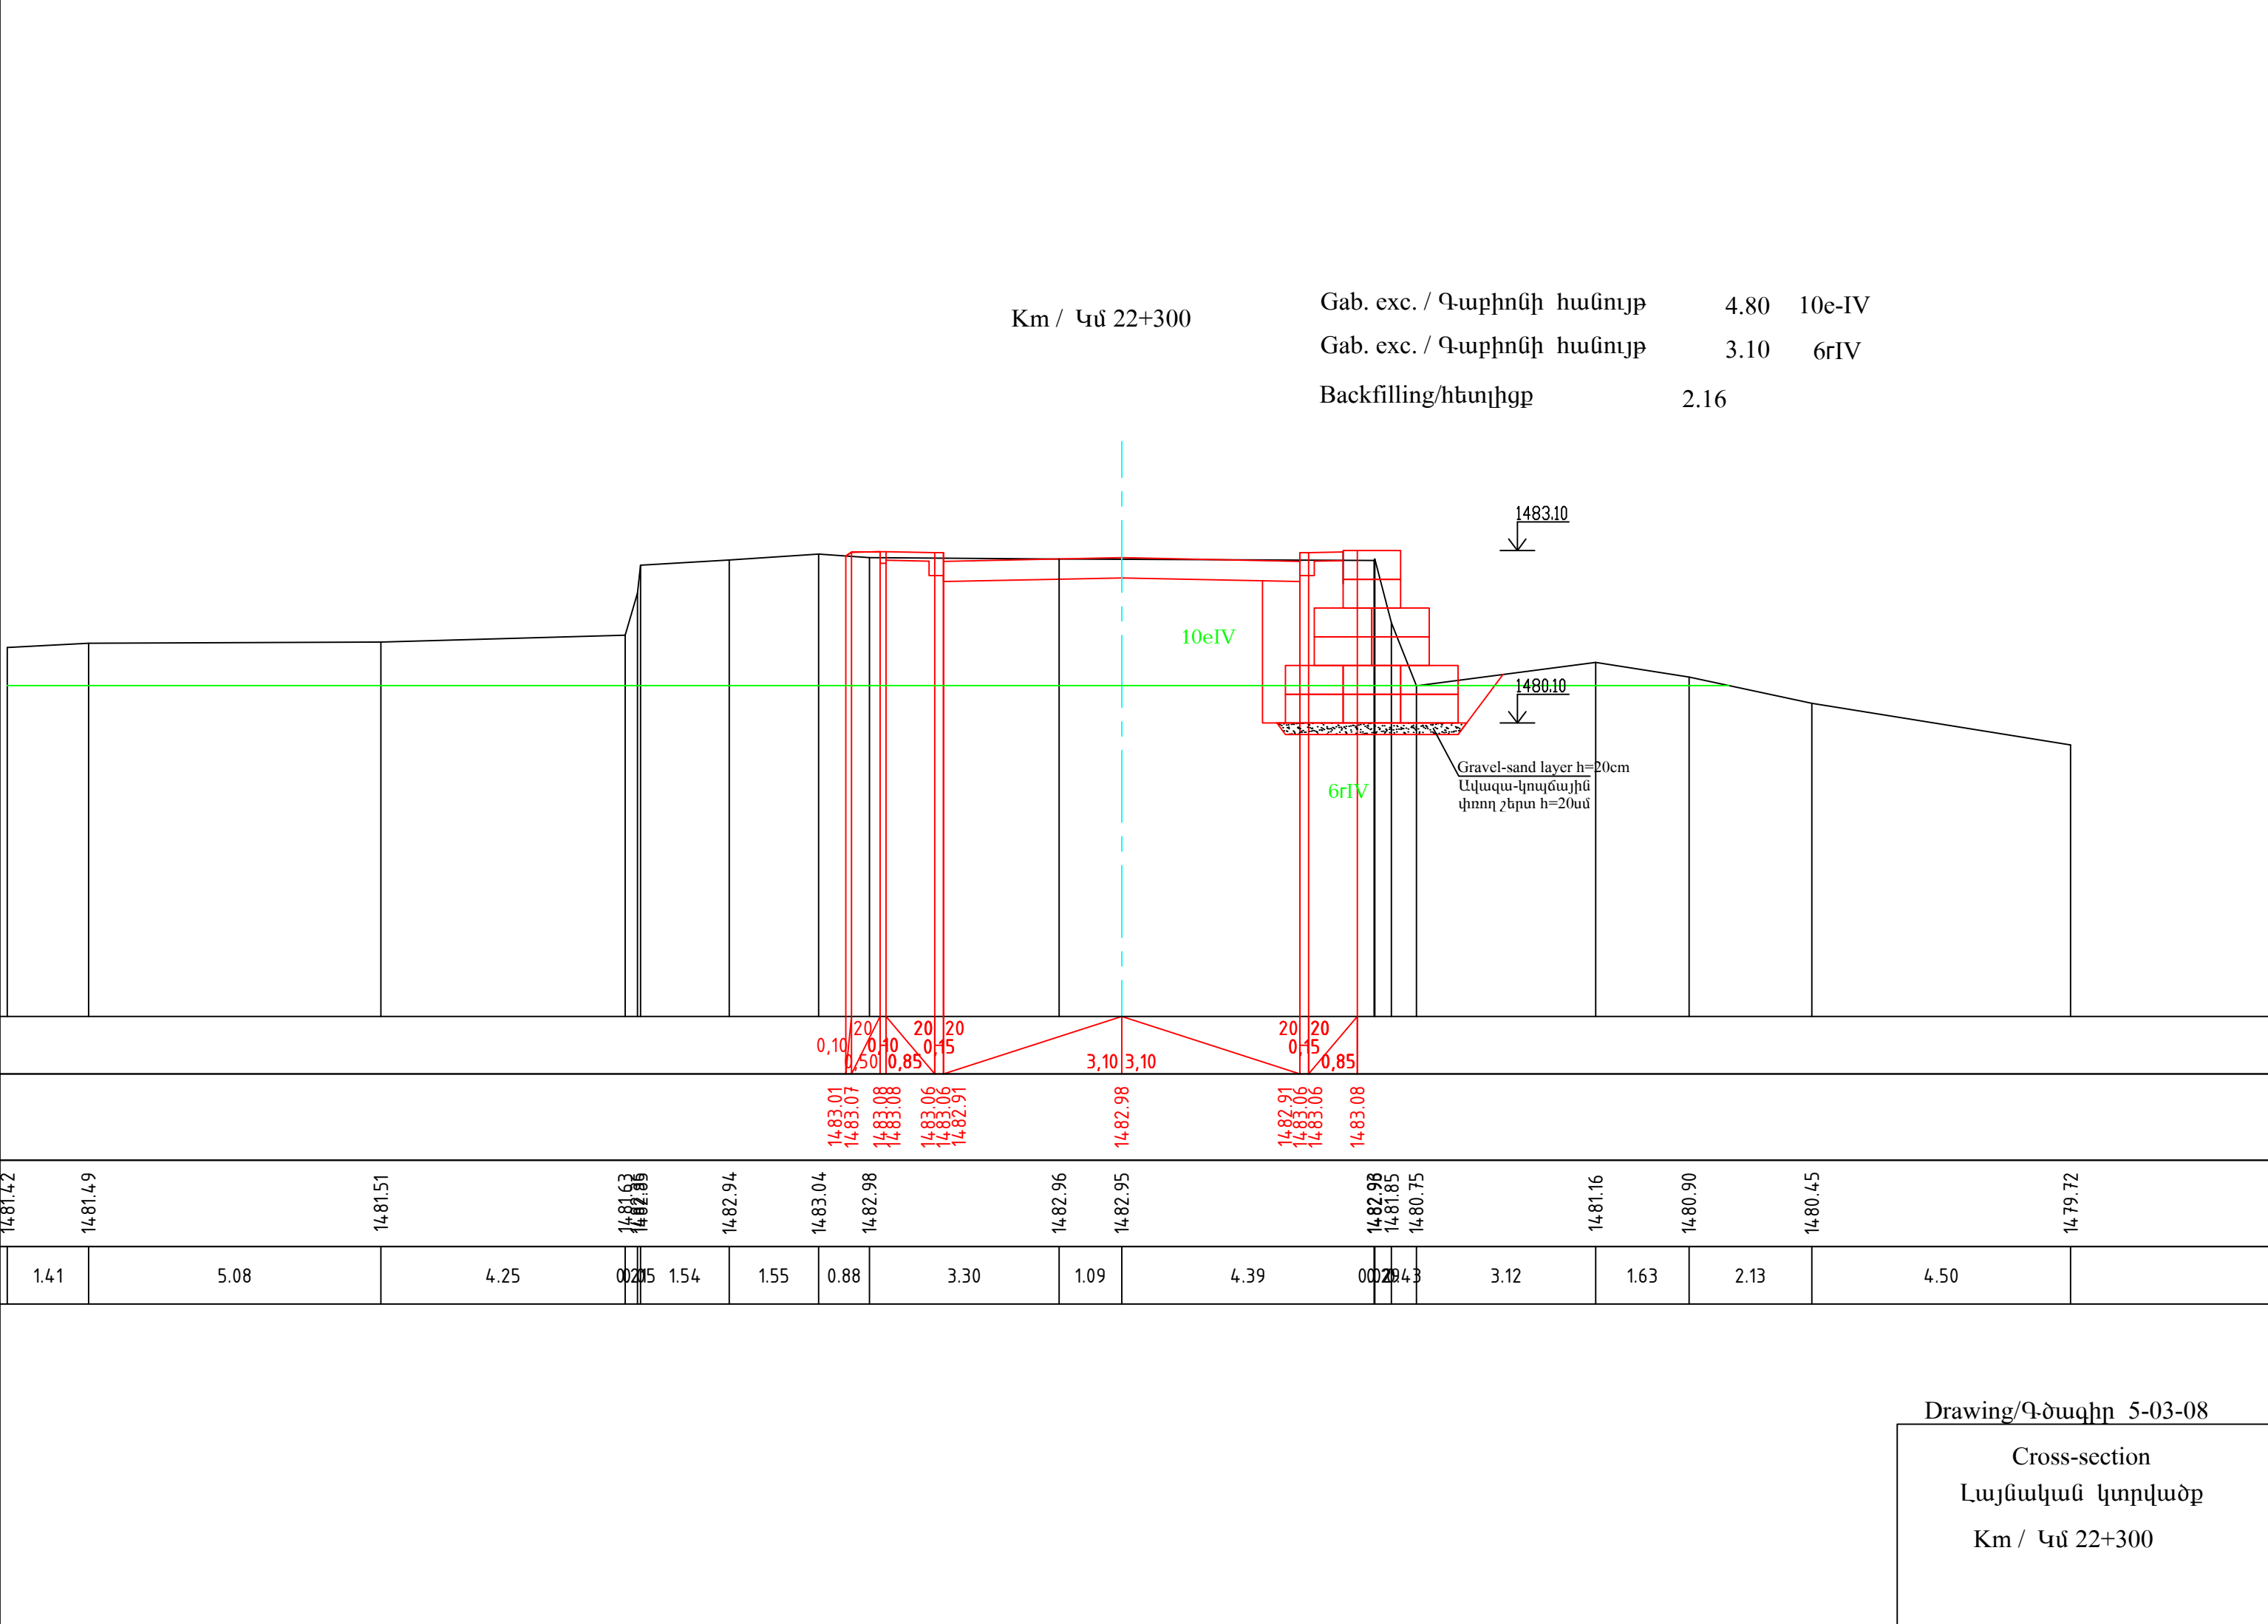 Km / Կմ 22+300
Gab. exc. / Գաբիոնի հանույթ 4.80 10e-IV
Gab. exc. / Գաբիոնի հանույթ 3.10 6гIV
Backfilling/հետլիցք 2.16
1483.10
10eIV
1480.10
Gravel-sand layer h=20cm
Ավազա-կոպճային
փռող շերտ h=20սմ
6гIV
20 20 20 20 20
0,10 0,10 0,15 0,15
0,50 0,85 3,10 3,10 0,85
1483.01 1483.07 1483.08 1483.08 1483.06 1483.06 1482.91 1482.98 1482.91 1483.06 1483.06 1483.08
1481.42 1481.49 1481.51 1481.63 1482.94 1483.04 1482.98 1482.96 1482.95 1481.85 1480.75 1481.16 1480.90 1480.45 1479.72
1.41 5.08 4.25 1.54 1.55 0.88 3.30 1.09 4.39 3.12 1.63 2.13 4.50
Drawing/Գծագիր 5-03-08
Cross-section
Լայնական կտրվածք
Km / Կմ 22+300